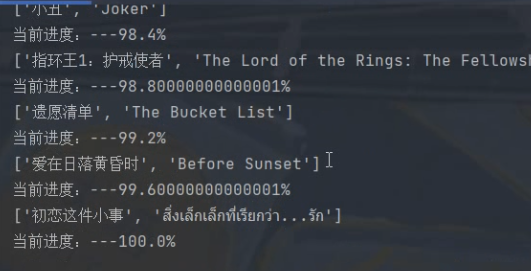 ['小丑', 'Joker']
当前进度：---98.4%
['指环王1：护戒使者', 'The Lord of the Rings: The Fellows
当前进度：---98.80000000000001%
['遗愿清单', 'The Bucket List']
当前进度：---99.2%
['爱在日落黄昏时', 'Before Sunset']
当前进度：---99.60000000000001%
['初恋这件小事', 'สิ่งเล็กเล็กที่เรียกว่า...รัก']
当前进度：---100.0%